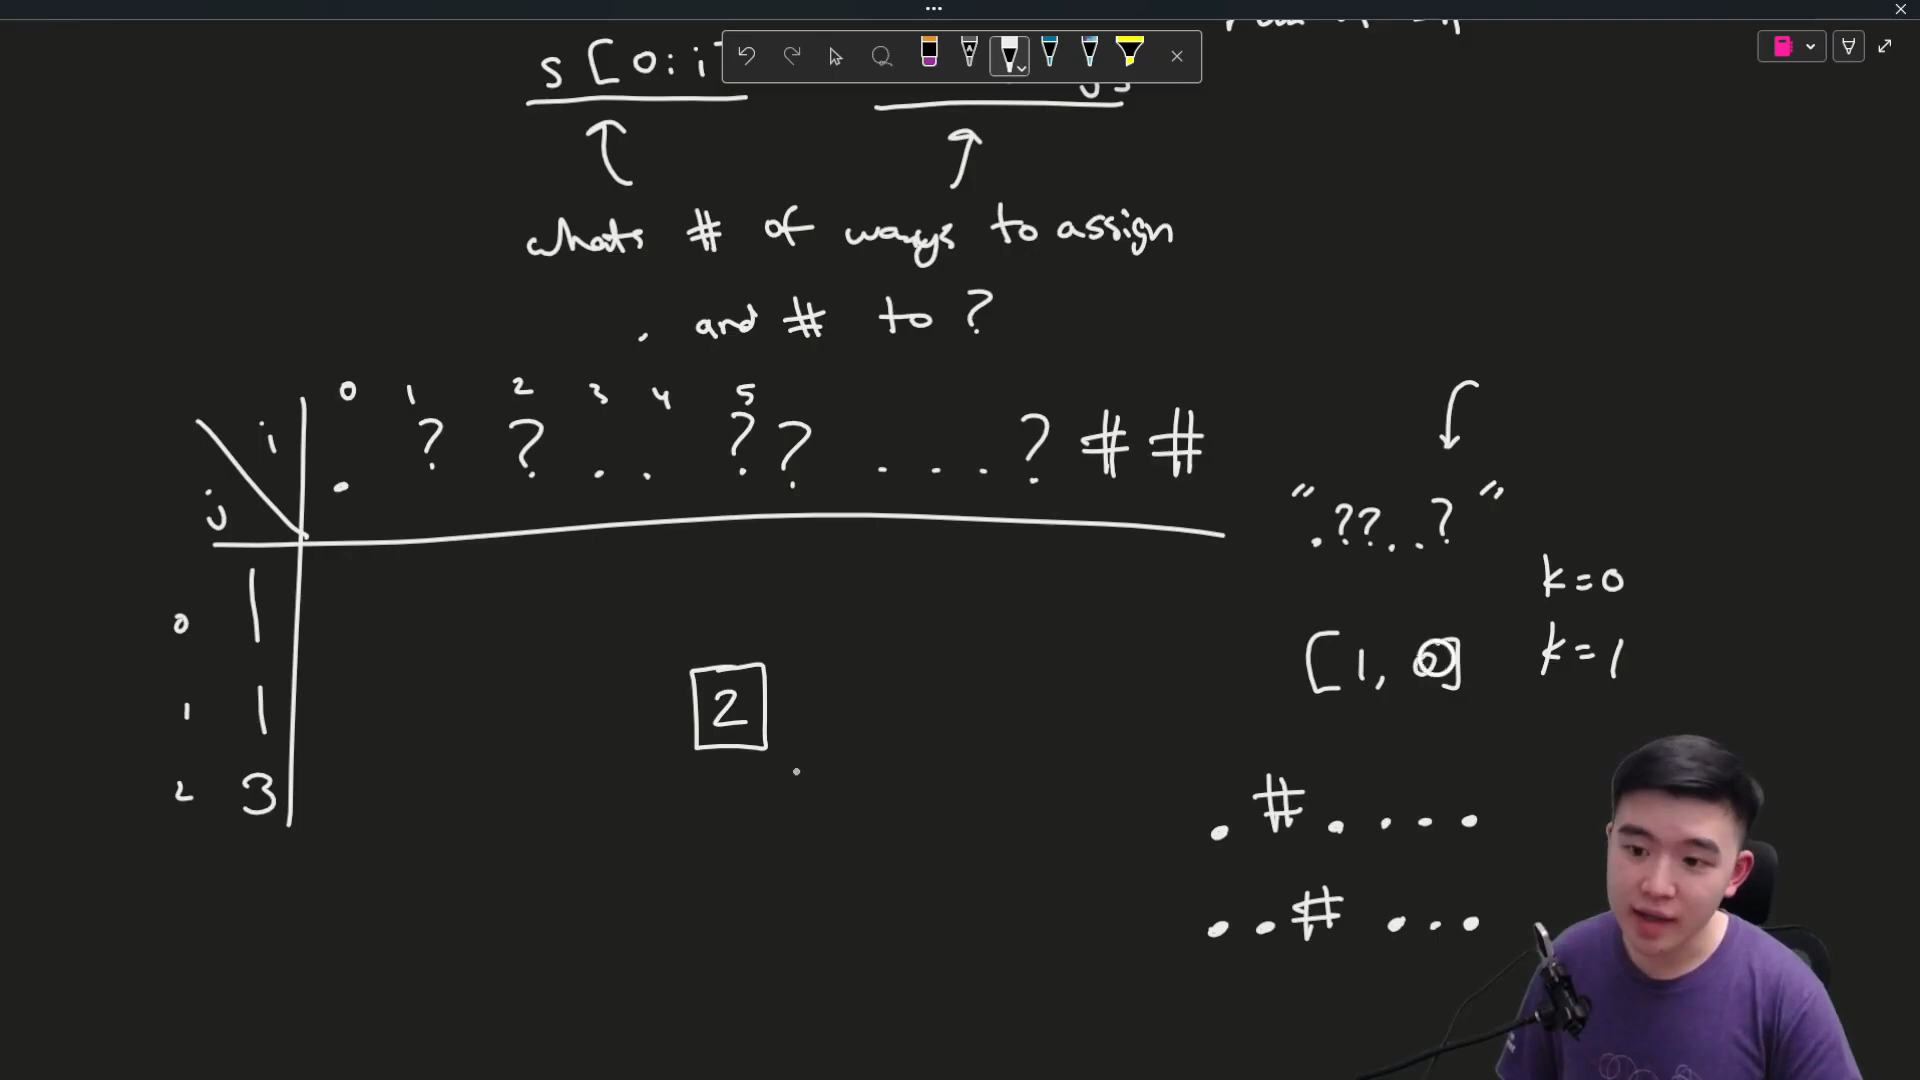 s [0:i
whats # of ways to assign
. and # to ?
0 1 2 3 4 5
i . ? ? . . ? ? . . . ? # #
j
".??..?"
0 1
k=0
[1, 0] k=1
1 1
2
2 3
. # . . . .
. . # . . .